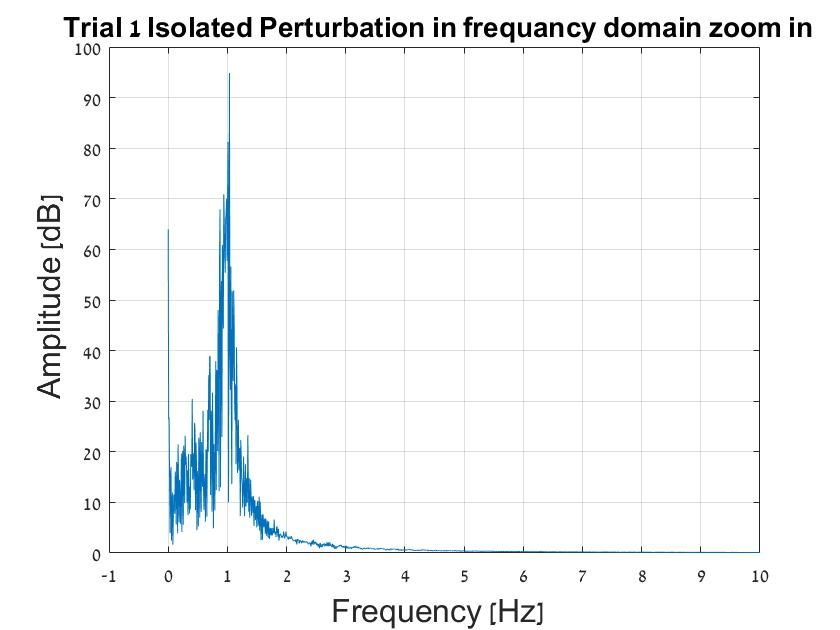 Trial 1 Isolated Perturbation in frequancy domain zoom in
100
90
80
70
60
50
40
30
20
10
0
Amplitude [dB]
-1 0 1 2 3 4 5 6 7 8 9 10
Frequency [Hz]